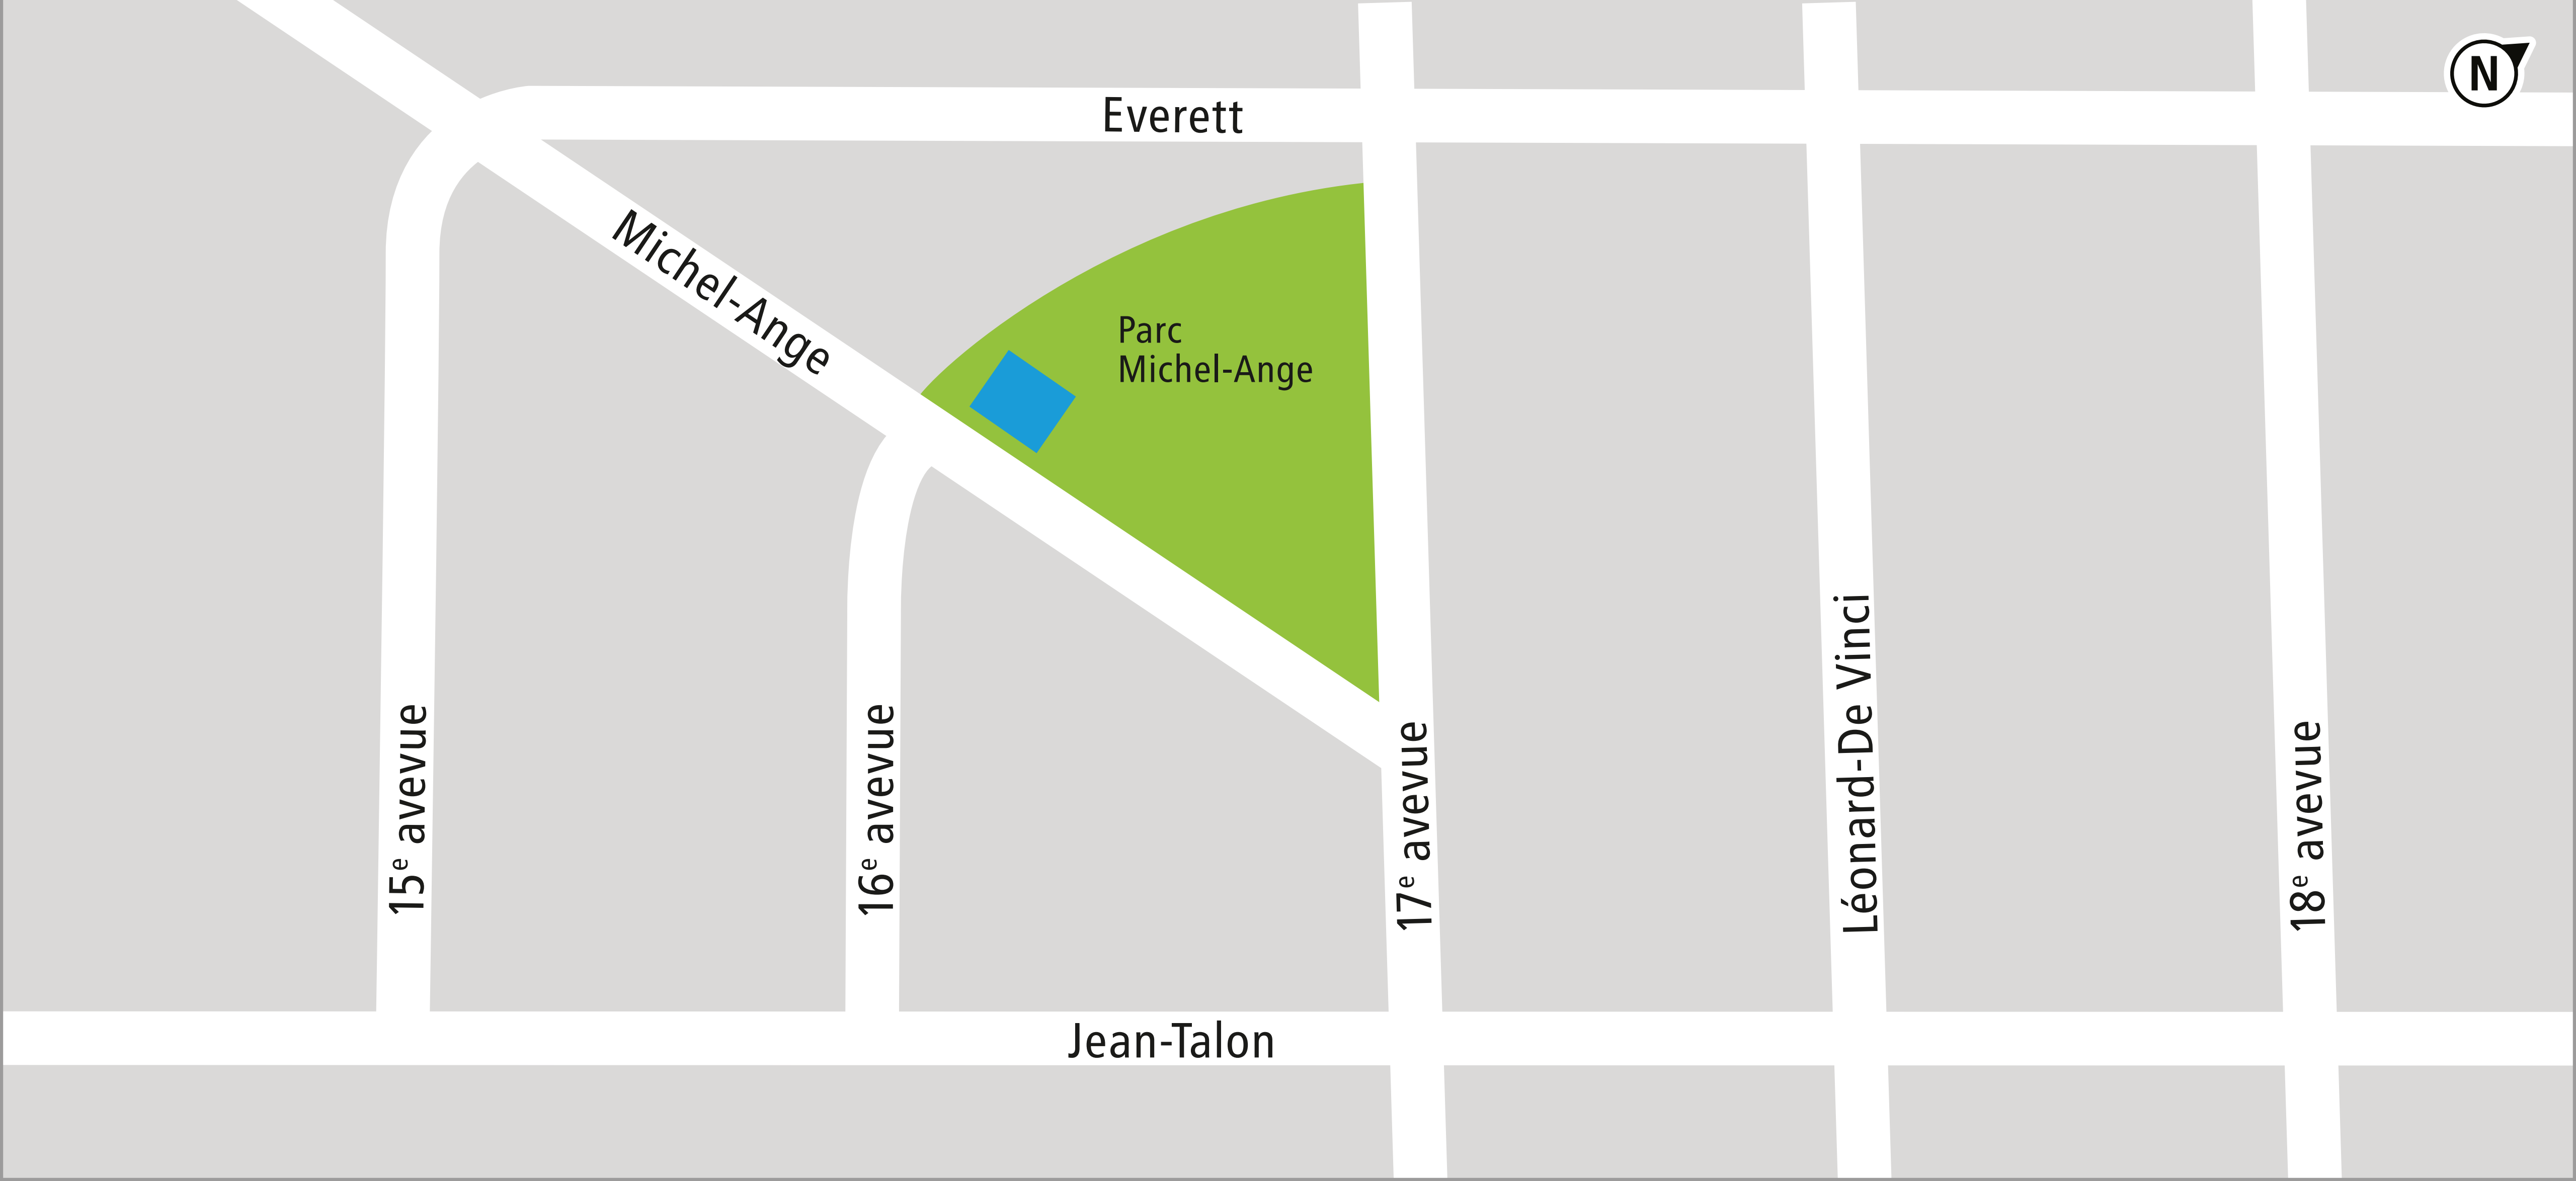 N
Everett
Michel-Ange
Parc
Michel-Ange
15e avevue
16e avevue
17e avevue
Léonard-De Vinci
18e avevue
Jean-Talon